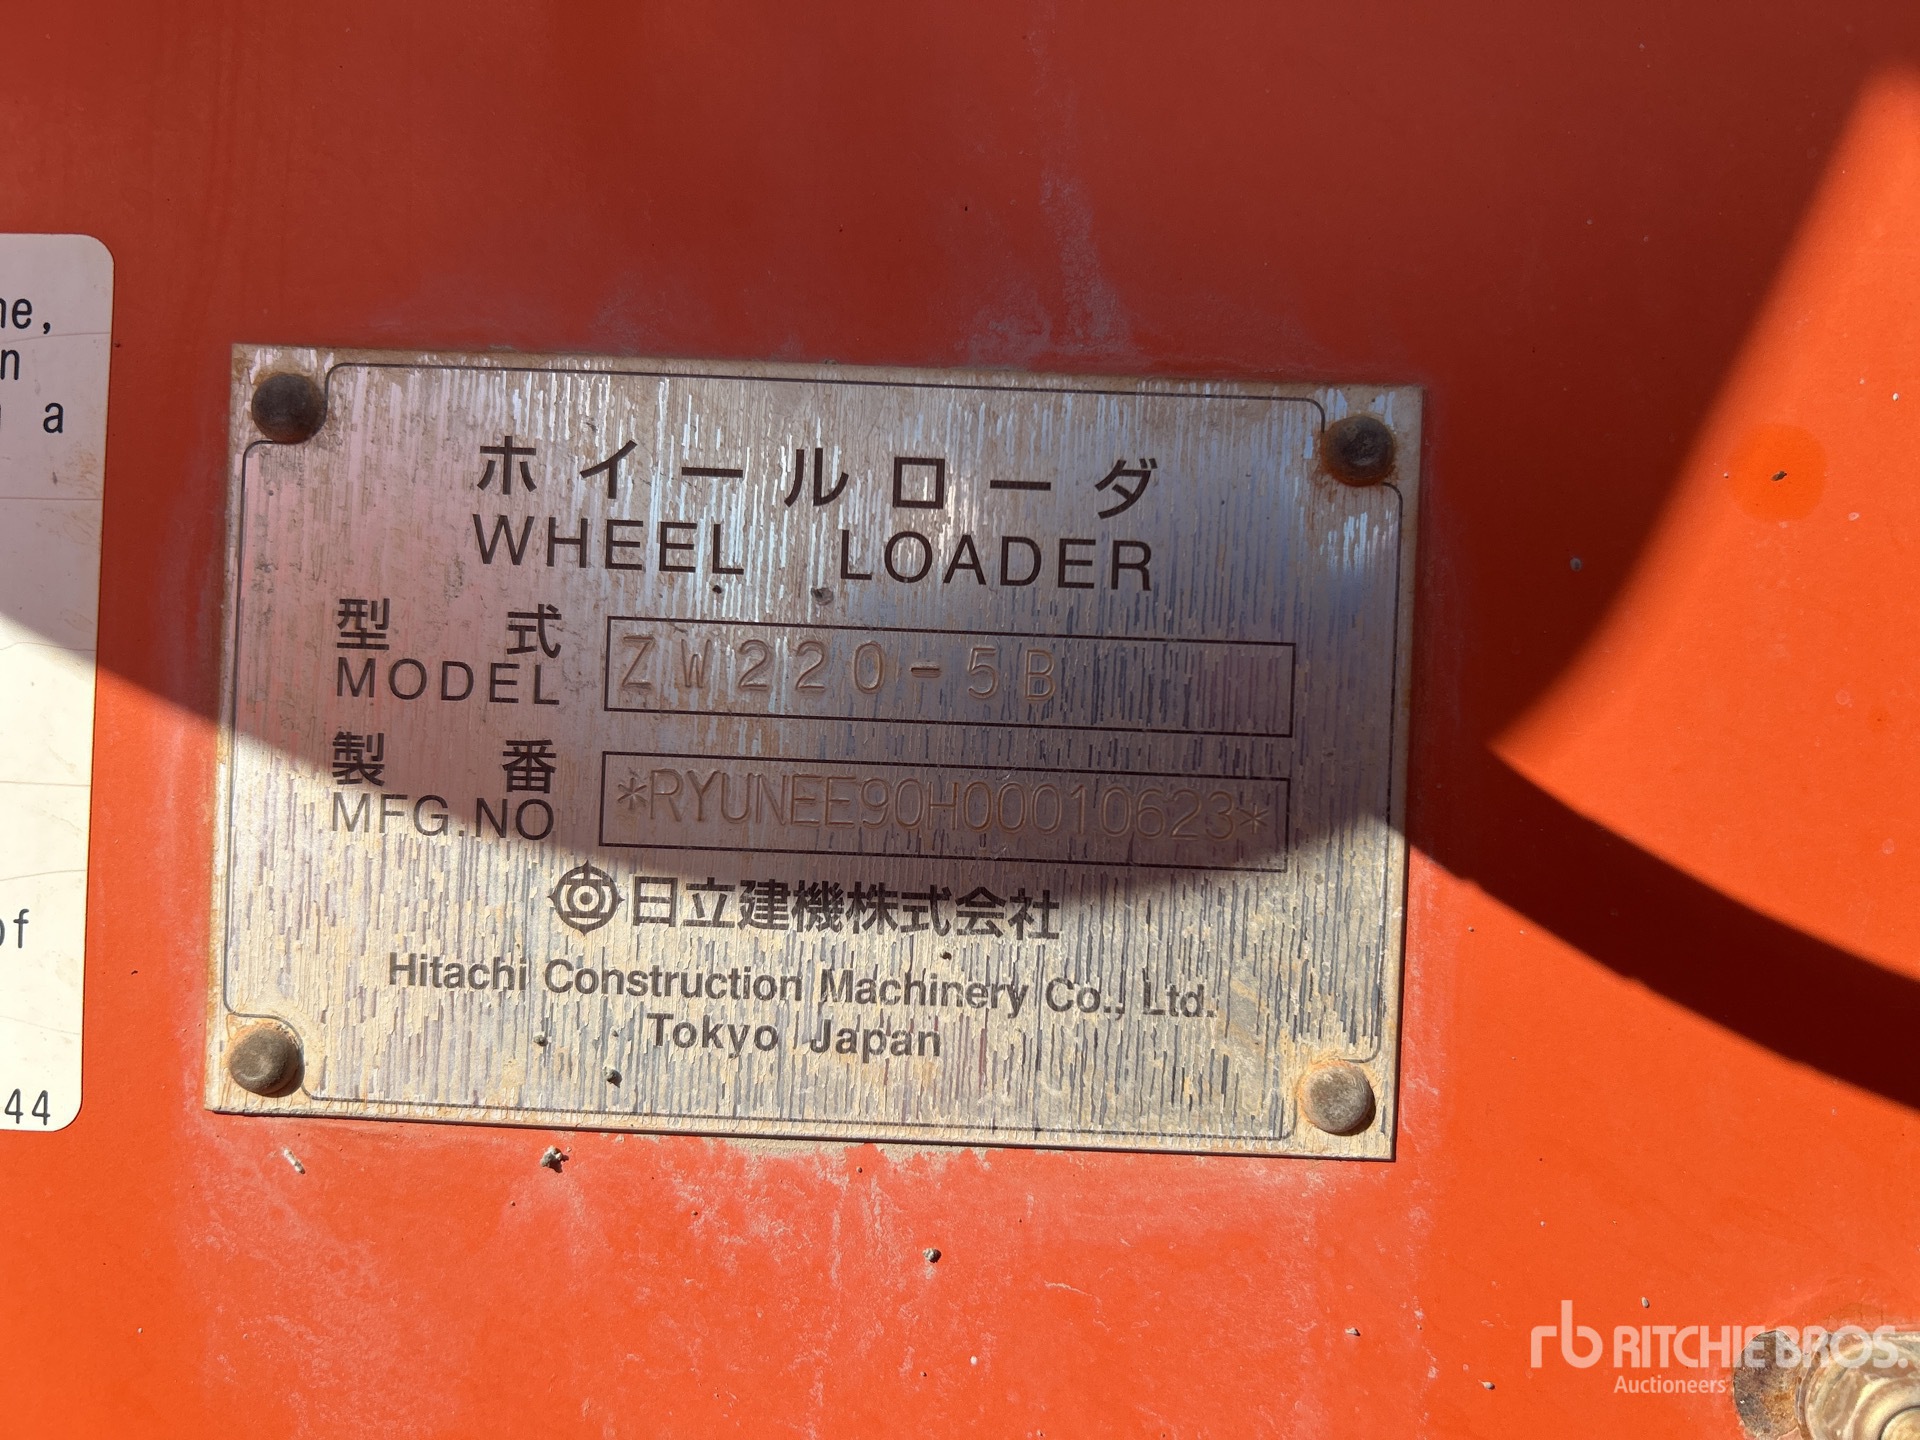 ne,
n
a
of
44
ホイールローダ
WHEEL LOADER
型式
MODEL ZW220-5B
製番
MFG.NO *RYUNEE90H00010623*
日立建機株式会社
Hitachi Construction Machinery Co., Ltd.
Tokyo Japan
rb RITCHIE BROS.
Auctioneers